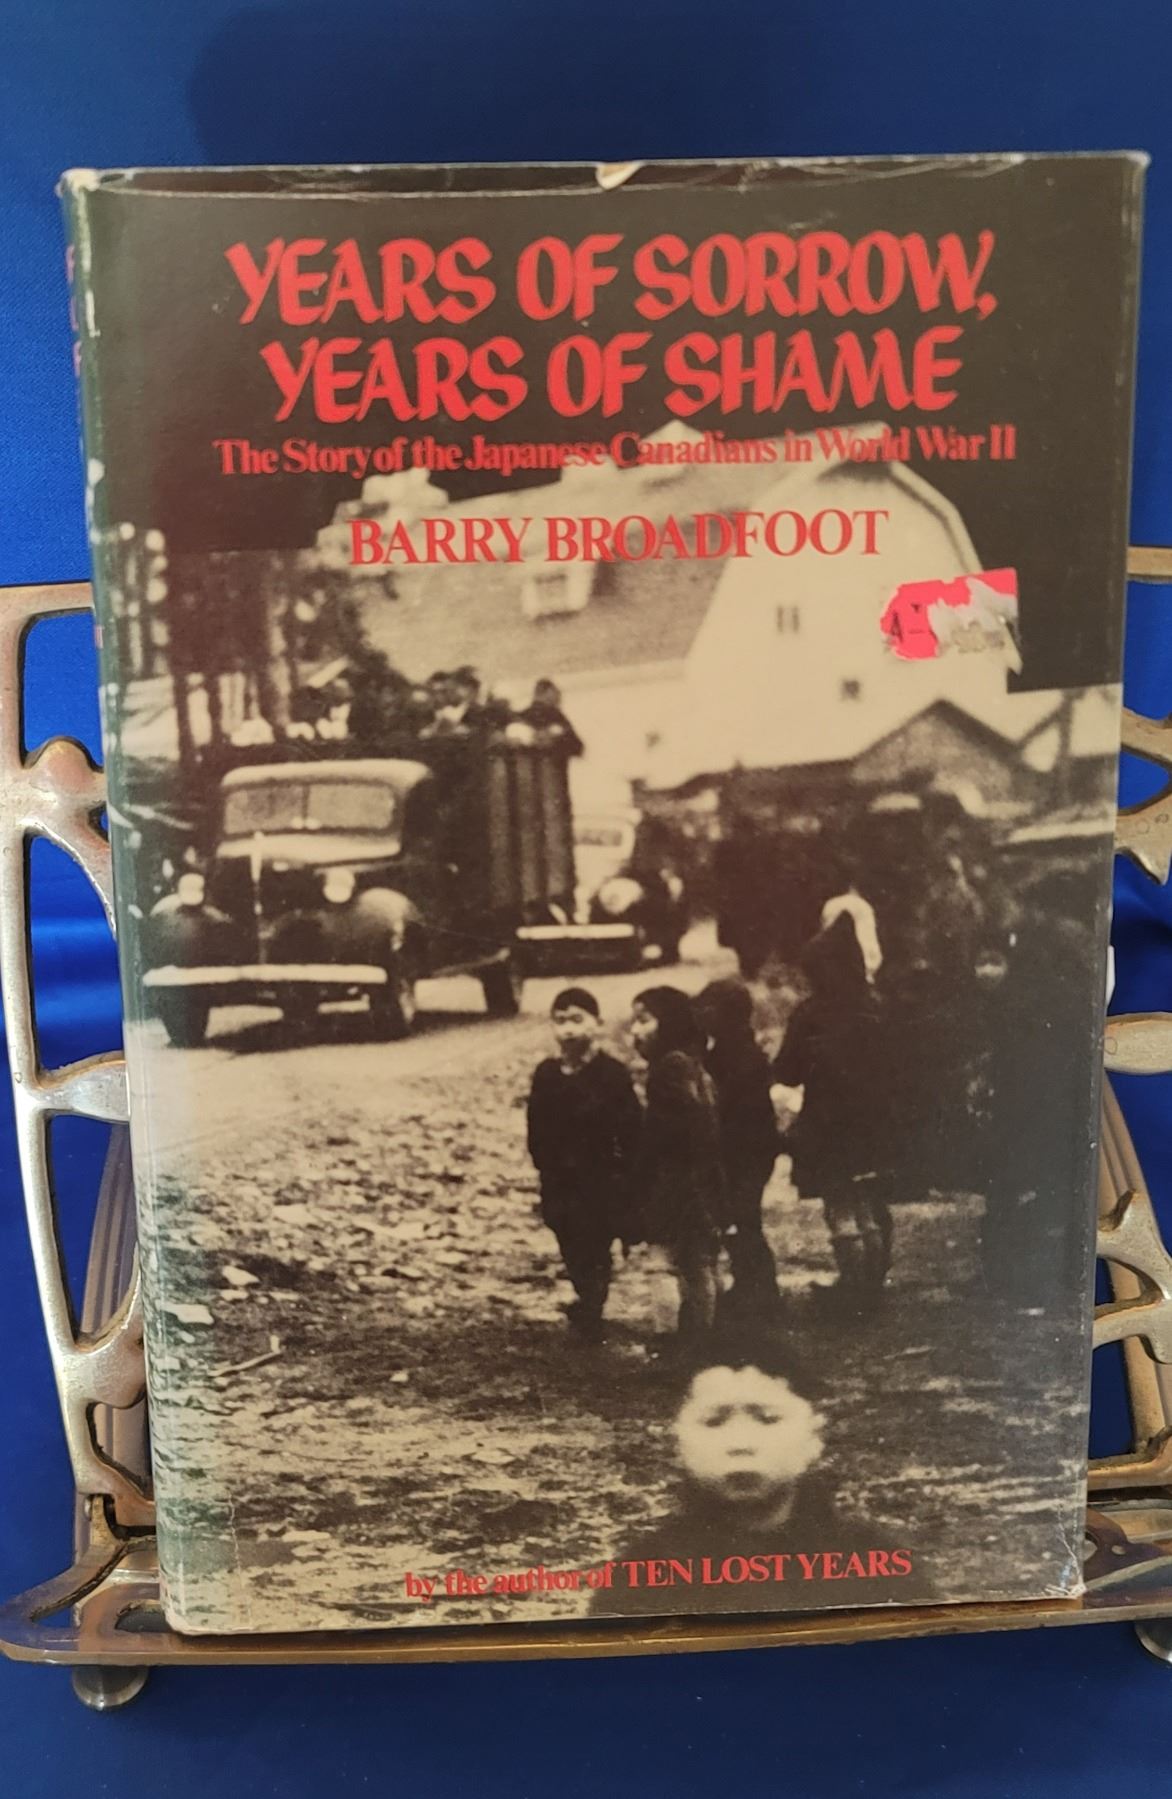 YEARS OF SORROW,
YEARS OF SHAME
The Story of the Japanese Canadians in World War II
BARRY BROADFOOT
by the author of TEN LOST YEARS